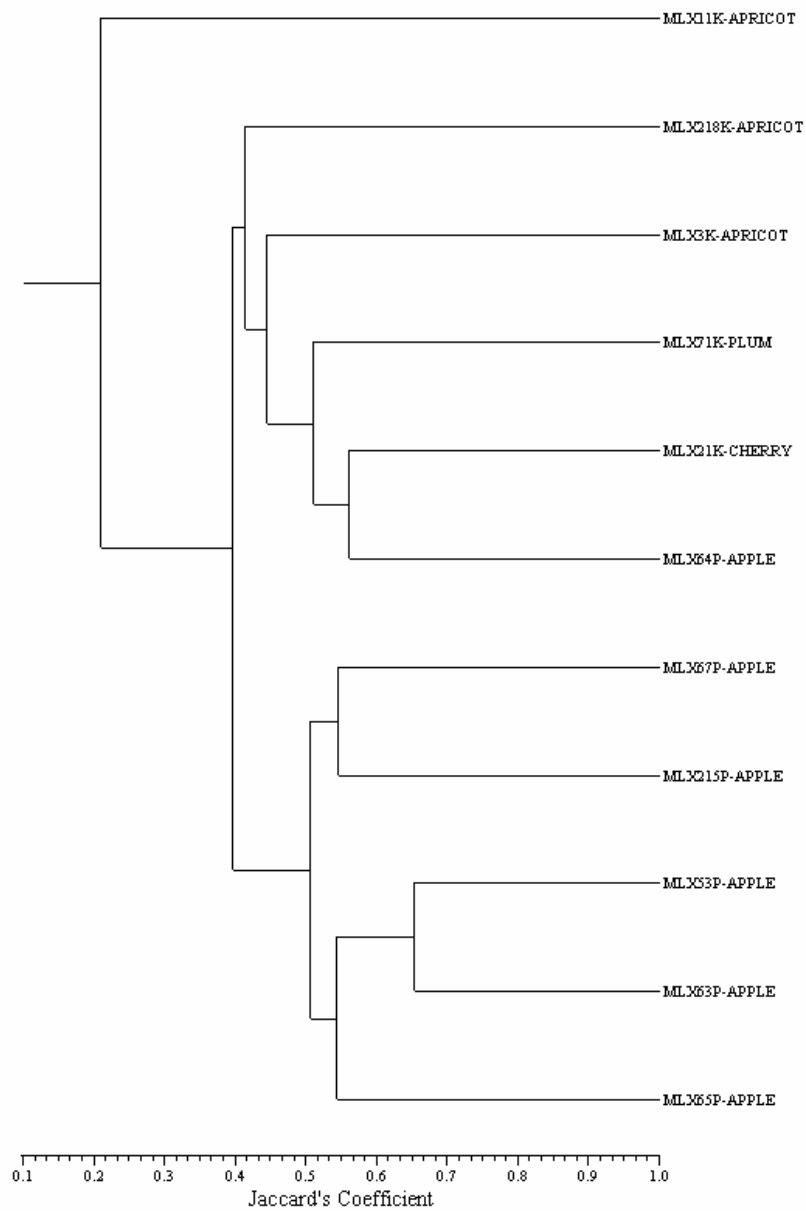 MLX11K-APRICOT
MLX218K-APRICOT
MLX3K-APRICOT
MLX71K-PLUM
MLX21K-CHERRY
MLX64P-APPLE
MLX67P-APPLE
MLX215P-APPLE
MLX53P-APPLE
MLX63P-APPLE
MLX65P-APPLE
0.1 0.2 0.3 0.4 0.5 0.6 0.7 0.8 0.9 1.0
Jaccard's Coefficient